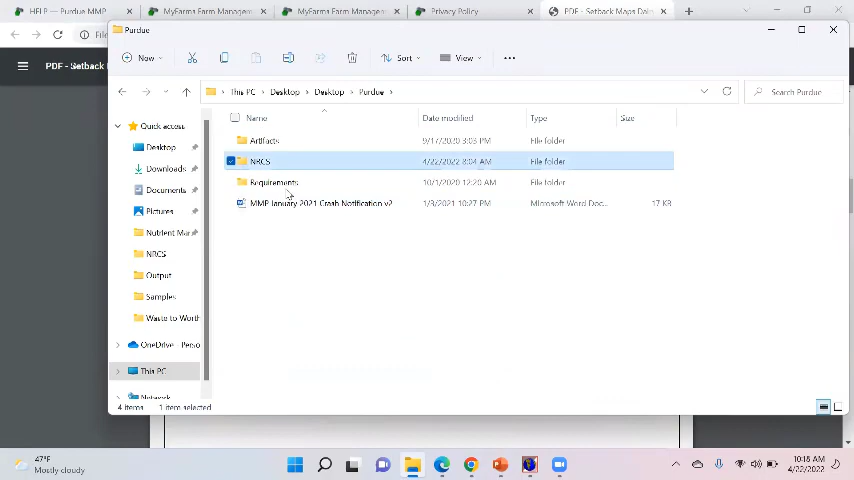 HELP — Purdue MMP
MyFarms Farm Managem
MyFarms Farm Managem
Privacy Policy
PDF - Setback Maps Dair
File
PDF - Setback
Purdue
New
Sort
View
This PC > Desktop > Desktop > Purdue >
Search Purdue
Name
Date modified
Type
Size
Quick access
Desktop
Downloads
Documents
Pictures
Nutrient Mar
NRCS
Output
Samples
Waste to Worth
OneDrive - Perso
This PC
Network
Artifacts 9/17/2020 3:03 PM File folder
NRCS 4/22/2022 8:04 AM File folder
Requirements 10/1/2020 12:20 AM File folder
MMP January 2021 Crash Notification v2 1/3/2021 10:27 PM Microsoft Word Doc... 17 KB
4 items 1 item selected
47°F
Mostly cloudy
10:18 AM
4/22/2022